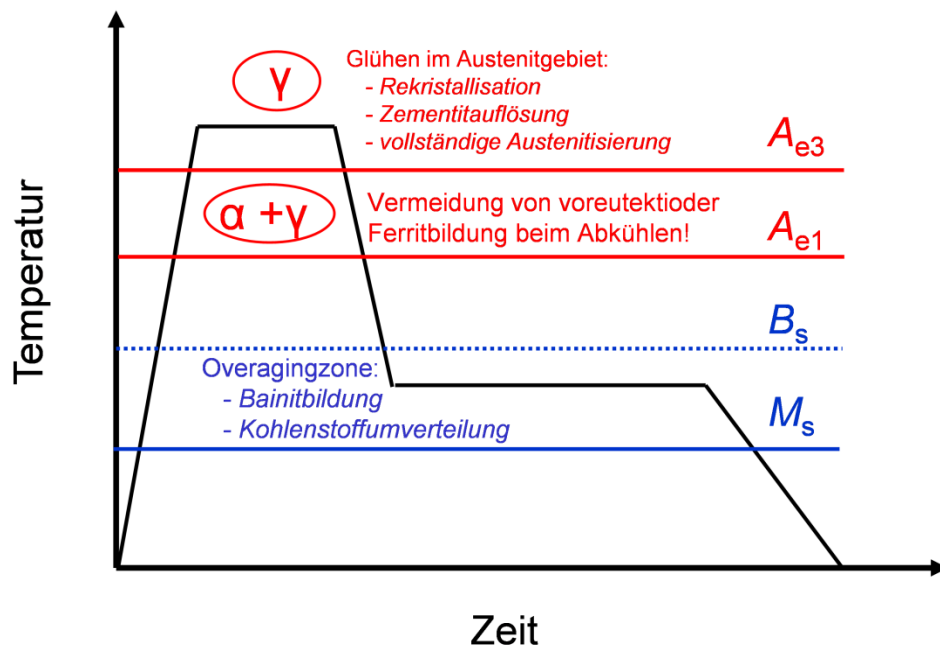 γ
Glühen im Austenitgebiet:
- Rekristallisation
- Zementitauflösung
- vollständige Austenitisierung
Ae3
α +γ
Vermeidung von voreutektioder
Ferritbildung beim Abkühlen!
Ae1
Bs
Overagingzone:
- Bainitbildung
- Kohlenstoffumverteilung
Ms
Temperatur
Zeit